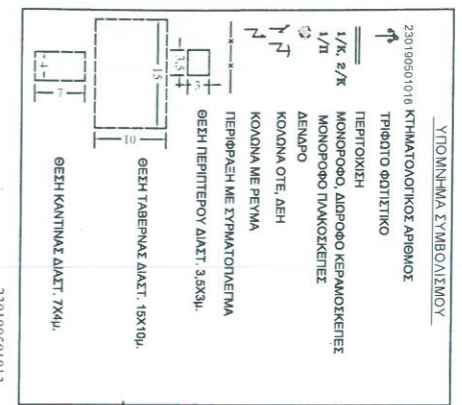 ΥΠΟΜΝΗΜΑ ΣΥΜΒΟΛΙΣΜΟΥ
230190501016 ΚΤΗΜΑΤΟΛΟΓΙΚΟΣ ΑΡΙΘΜΟΣ
ΤΡΙΦΩΤΟ ΦΩΤΙΣΤΙΚΟ
ΠΕΡΙΤΟΙΧΙΣΗ
1/Κ, 2/Κ ΜΟΝΟΡΟΦΟ, ΔΙΩΡΟΦΟ ΚΕΡΑΜΟΣΚΕΠΕΣ
1/Π ΜΟΝΟΡΟΦΟ ΠΛΑΚΟΣΚΕΠΕΣ
ΔΕΝΔΡΟ
ΚΟΛΩΝΑ ΟΤΕ, ΔΕΗ
ΚΟΛΩΝΑ ΜΕ ΡΕΥΜΑ
ΠΕΡΙΦΡΑΞΗ ΜΕ ΣΥΡΜΑΤΟΠΛΕΓΜΑ
3,5 3 ΘΕΣΗ ΠΕΡΙΠΤΕΡΟΥ ΔΙΑΣΤ. 3,5Χ3μ.
15 10 ΘΕΣΗ ΤΑΒΕΡΝΑΣ ΔΙΑΣΤ. 15Χ10μ.
4 7 ΘΕΣΗ ΚΑΝΤΙΝΑΣ ΔΙΑΣΤ. 7Χ4μ.